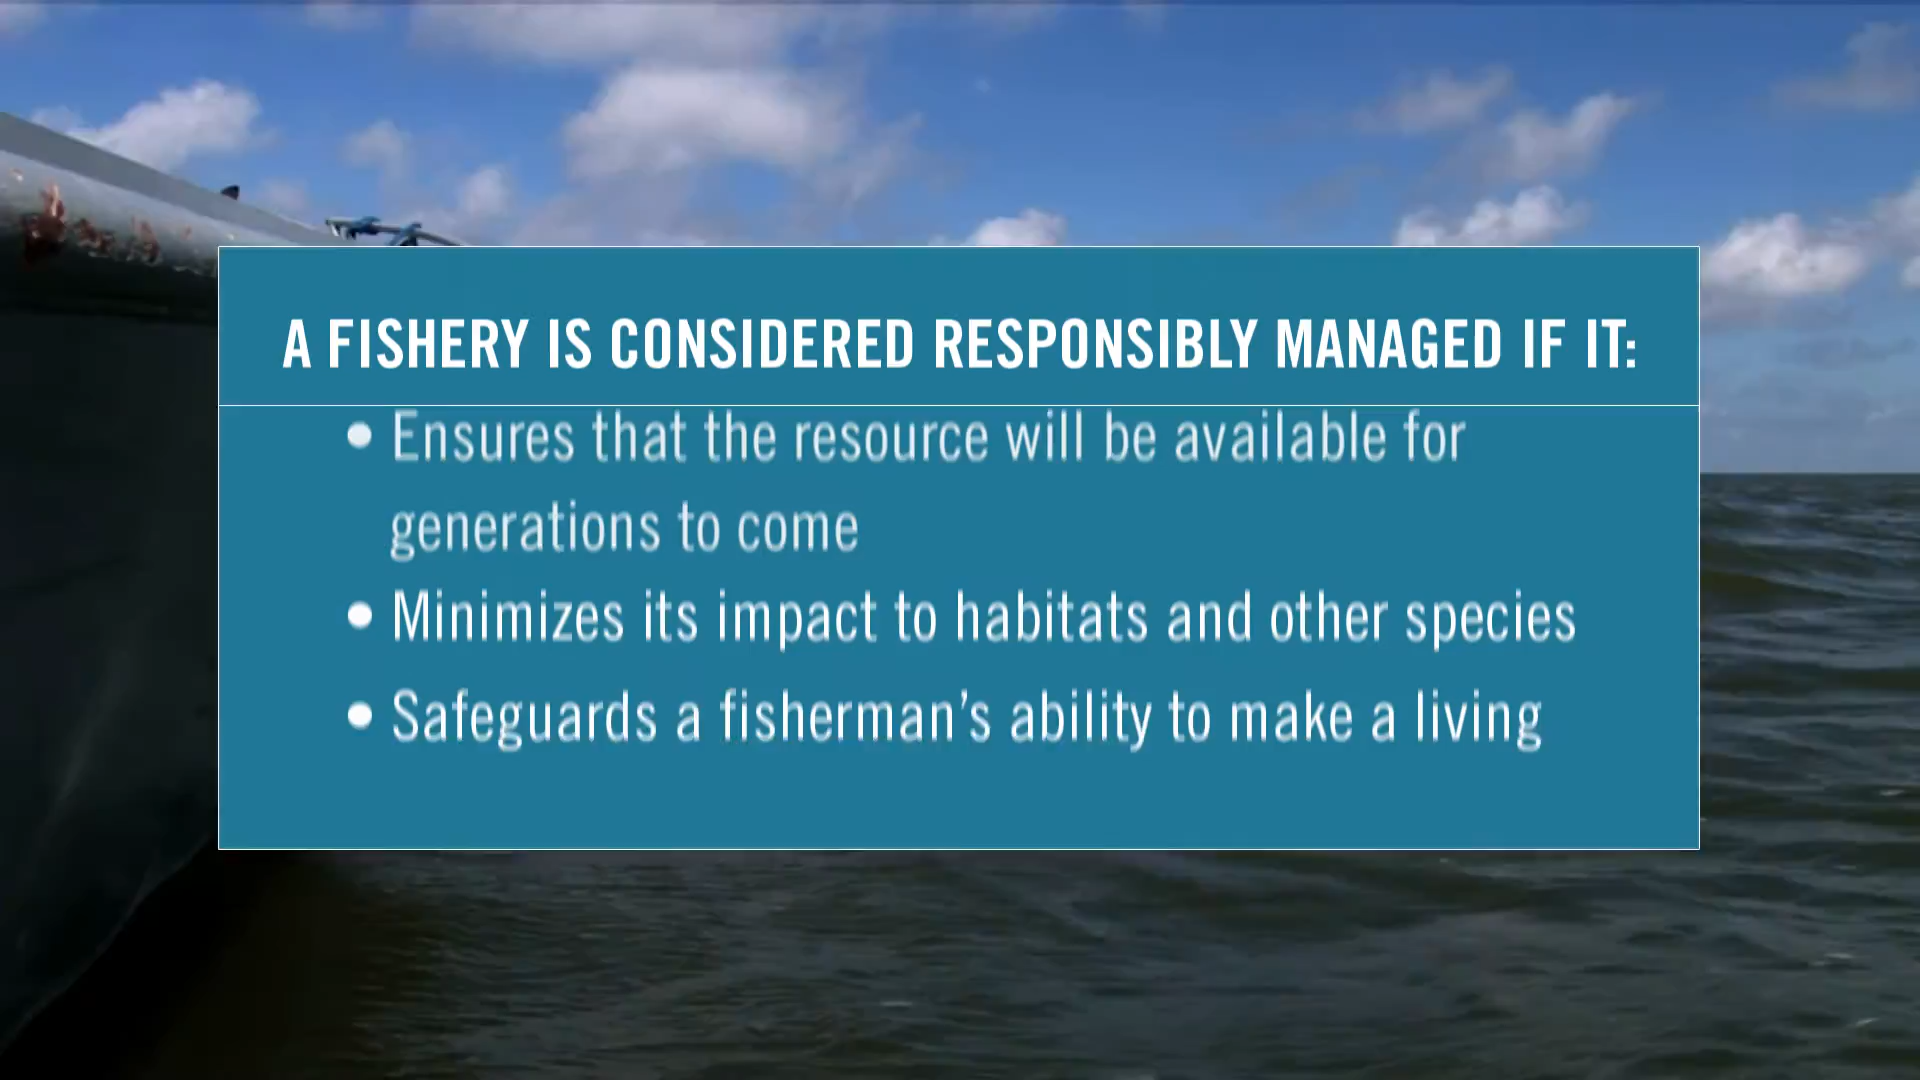 A FISHERY IS CONSIDERED RESPONSIBLY MANAGED IF IT:
• Ensures that the resource will be available for
generations to come
• Minimizes its impact to habitats and other species
• Safeguards a fisherman’s ability to make a living